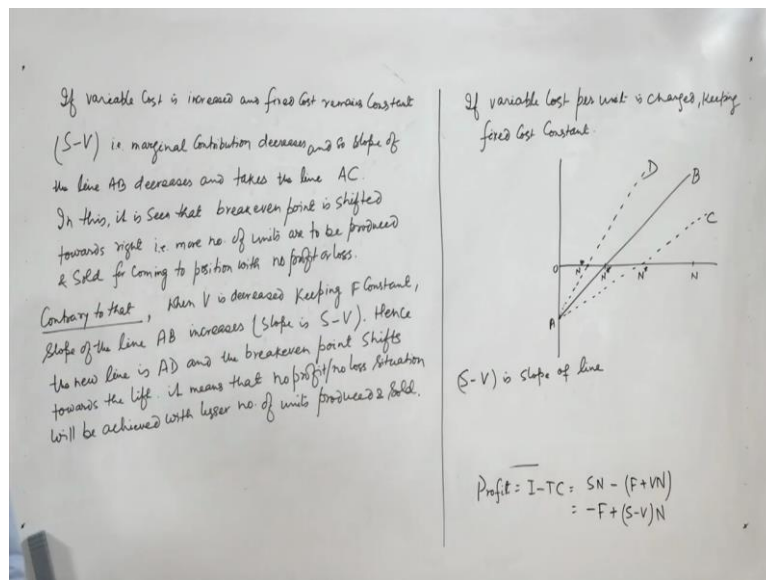 If variable Cost is increased and fixed Cost remains Constant
(S-V) i.e. marginal Contribution decreases and so slope of
the line AB decreases and takes the line AC.
In this, it is seen that breakeven point is shifted
towards right i.e. more no. of units are to be produced
& Sold for coming to position with no profit or loss.
Contrary to that, when V is decreased keeping F Constant,
slope of the line AB increases (slope is S-V). Hence
the new line is AD and the breakeven point shifts
towards the left. it means that no profit/no loss situation
will be achieved with lesser no. of units produced & sold.
If variable Cost per unit is changed, keeping
fixed Cost Constant.
D
B
C
O
N*
N*
N*
N
A
(S-V) is slope of line
Profit = I-TC = SN - (F+VN)
= -F+(S-V)N